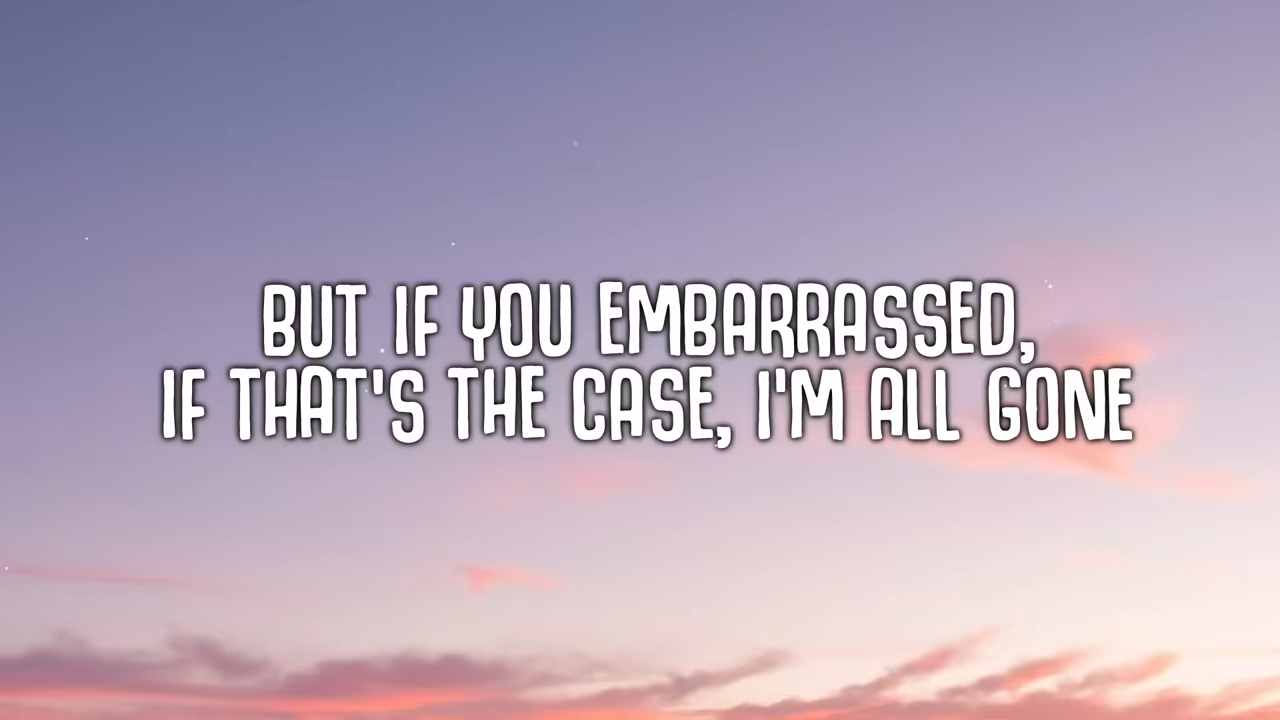 BUT IF YOU EMBARRASSED,
IF THAT'S THE CASE, I'M ALL GONE